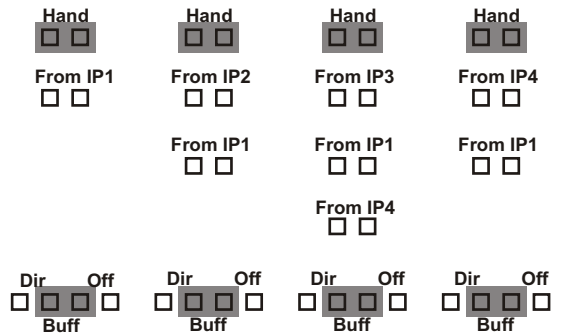 Hand Hand Hand Hand
From IP1 From IP2 From IP3 From IP4
From IP1 From IP1 From IP1
From IP4
Dir Off Dir Off Dir Off Dir Off
Buff Buff Buff Buff